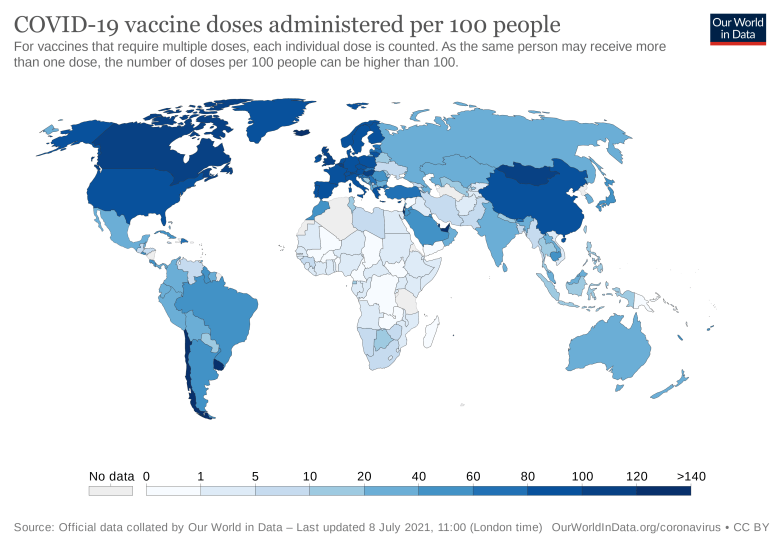 COVID-19 vaccine doses administered per 100 people
Our World
in Data
For vaccines that require multiple doses, each individual dose is counted. As the same person may receive more
than one dose, the number of doses per 100 people can be higher than 100.
No data 0 1 5 10 20 40 60 80 100 120 >140
Source: Official data collated by Our World in Data – Last updated 8 July 2021, 11:00 (London time) OurWorldInData.org/coronavirus • CC BY